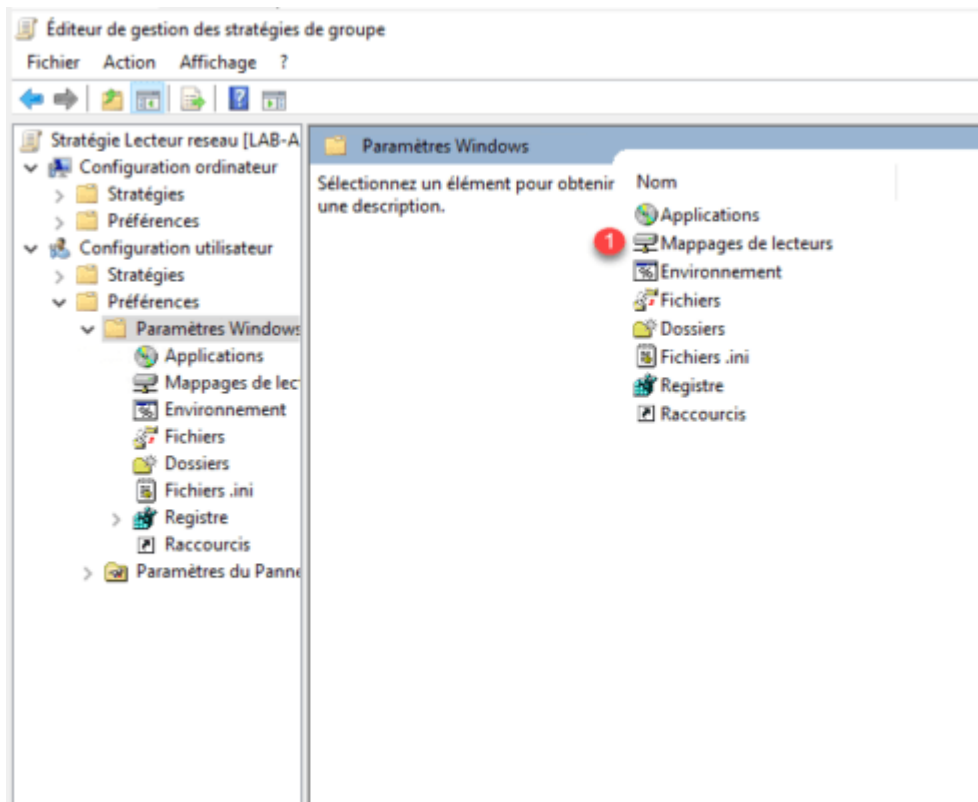 Éditeur de gestion des stratégies de groupe
Fichier Action Affichage ?
Stratégie Lecteur reseau [LAB-A
Configuration ordinateur
Stratégies
Préférences
Configuration utilisateur
Stratégies
Préférences
Paramètres Windows
Applications
Mappages de lec
Environnement
Fichiers
Dossiers
Fichiers .ini
Registre
Raccourcis
Paramètres du Panne
Paramètres Windows
Sélectionnez un élément pour obtenir
une description.
Nom
Applications
1 Mappages de lecteurs
Environnement
Fichiers
Dossiers
Fichiers .ini
Registre
Raccourcis